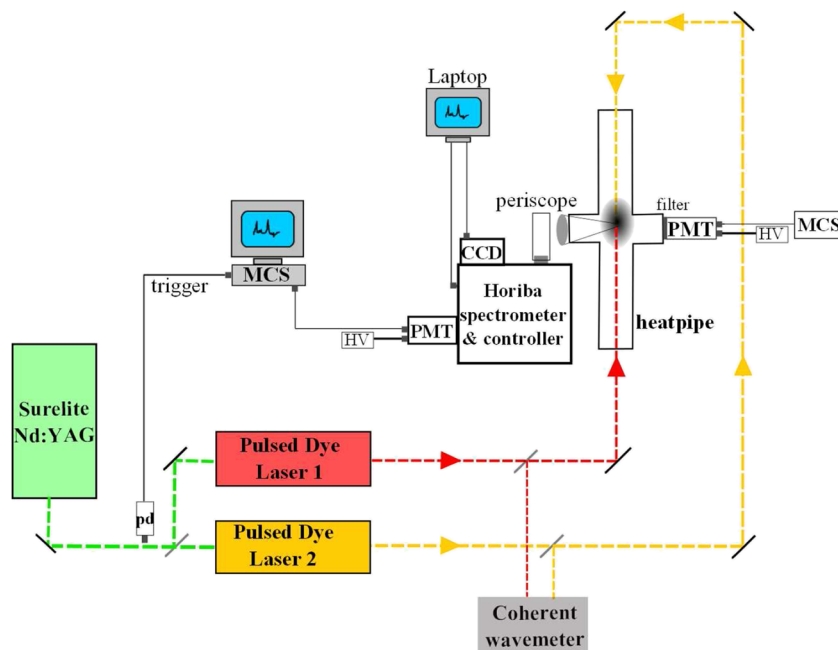 Laptop
periscope
filter
PMT
HV
MCS
CCD
MCS
trigger
Horiba
spectrometer
& controller
PMT
HV
heatpipe
Surelite
Nd:YAG
Pulsed Dye
Laser 1
pd
Pulsed Dye
Laser 2
Coherent
wavemeter